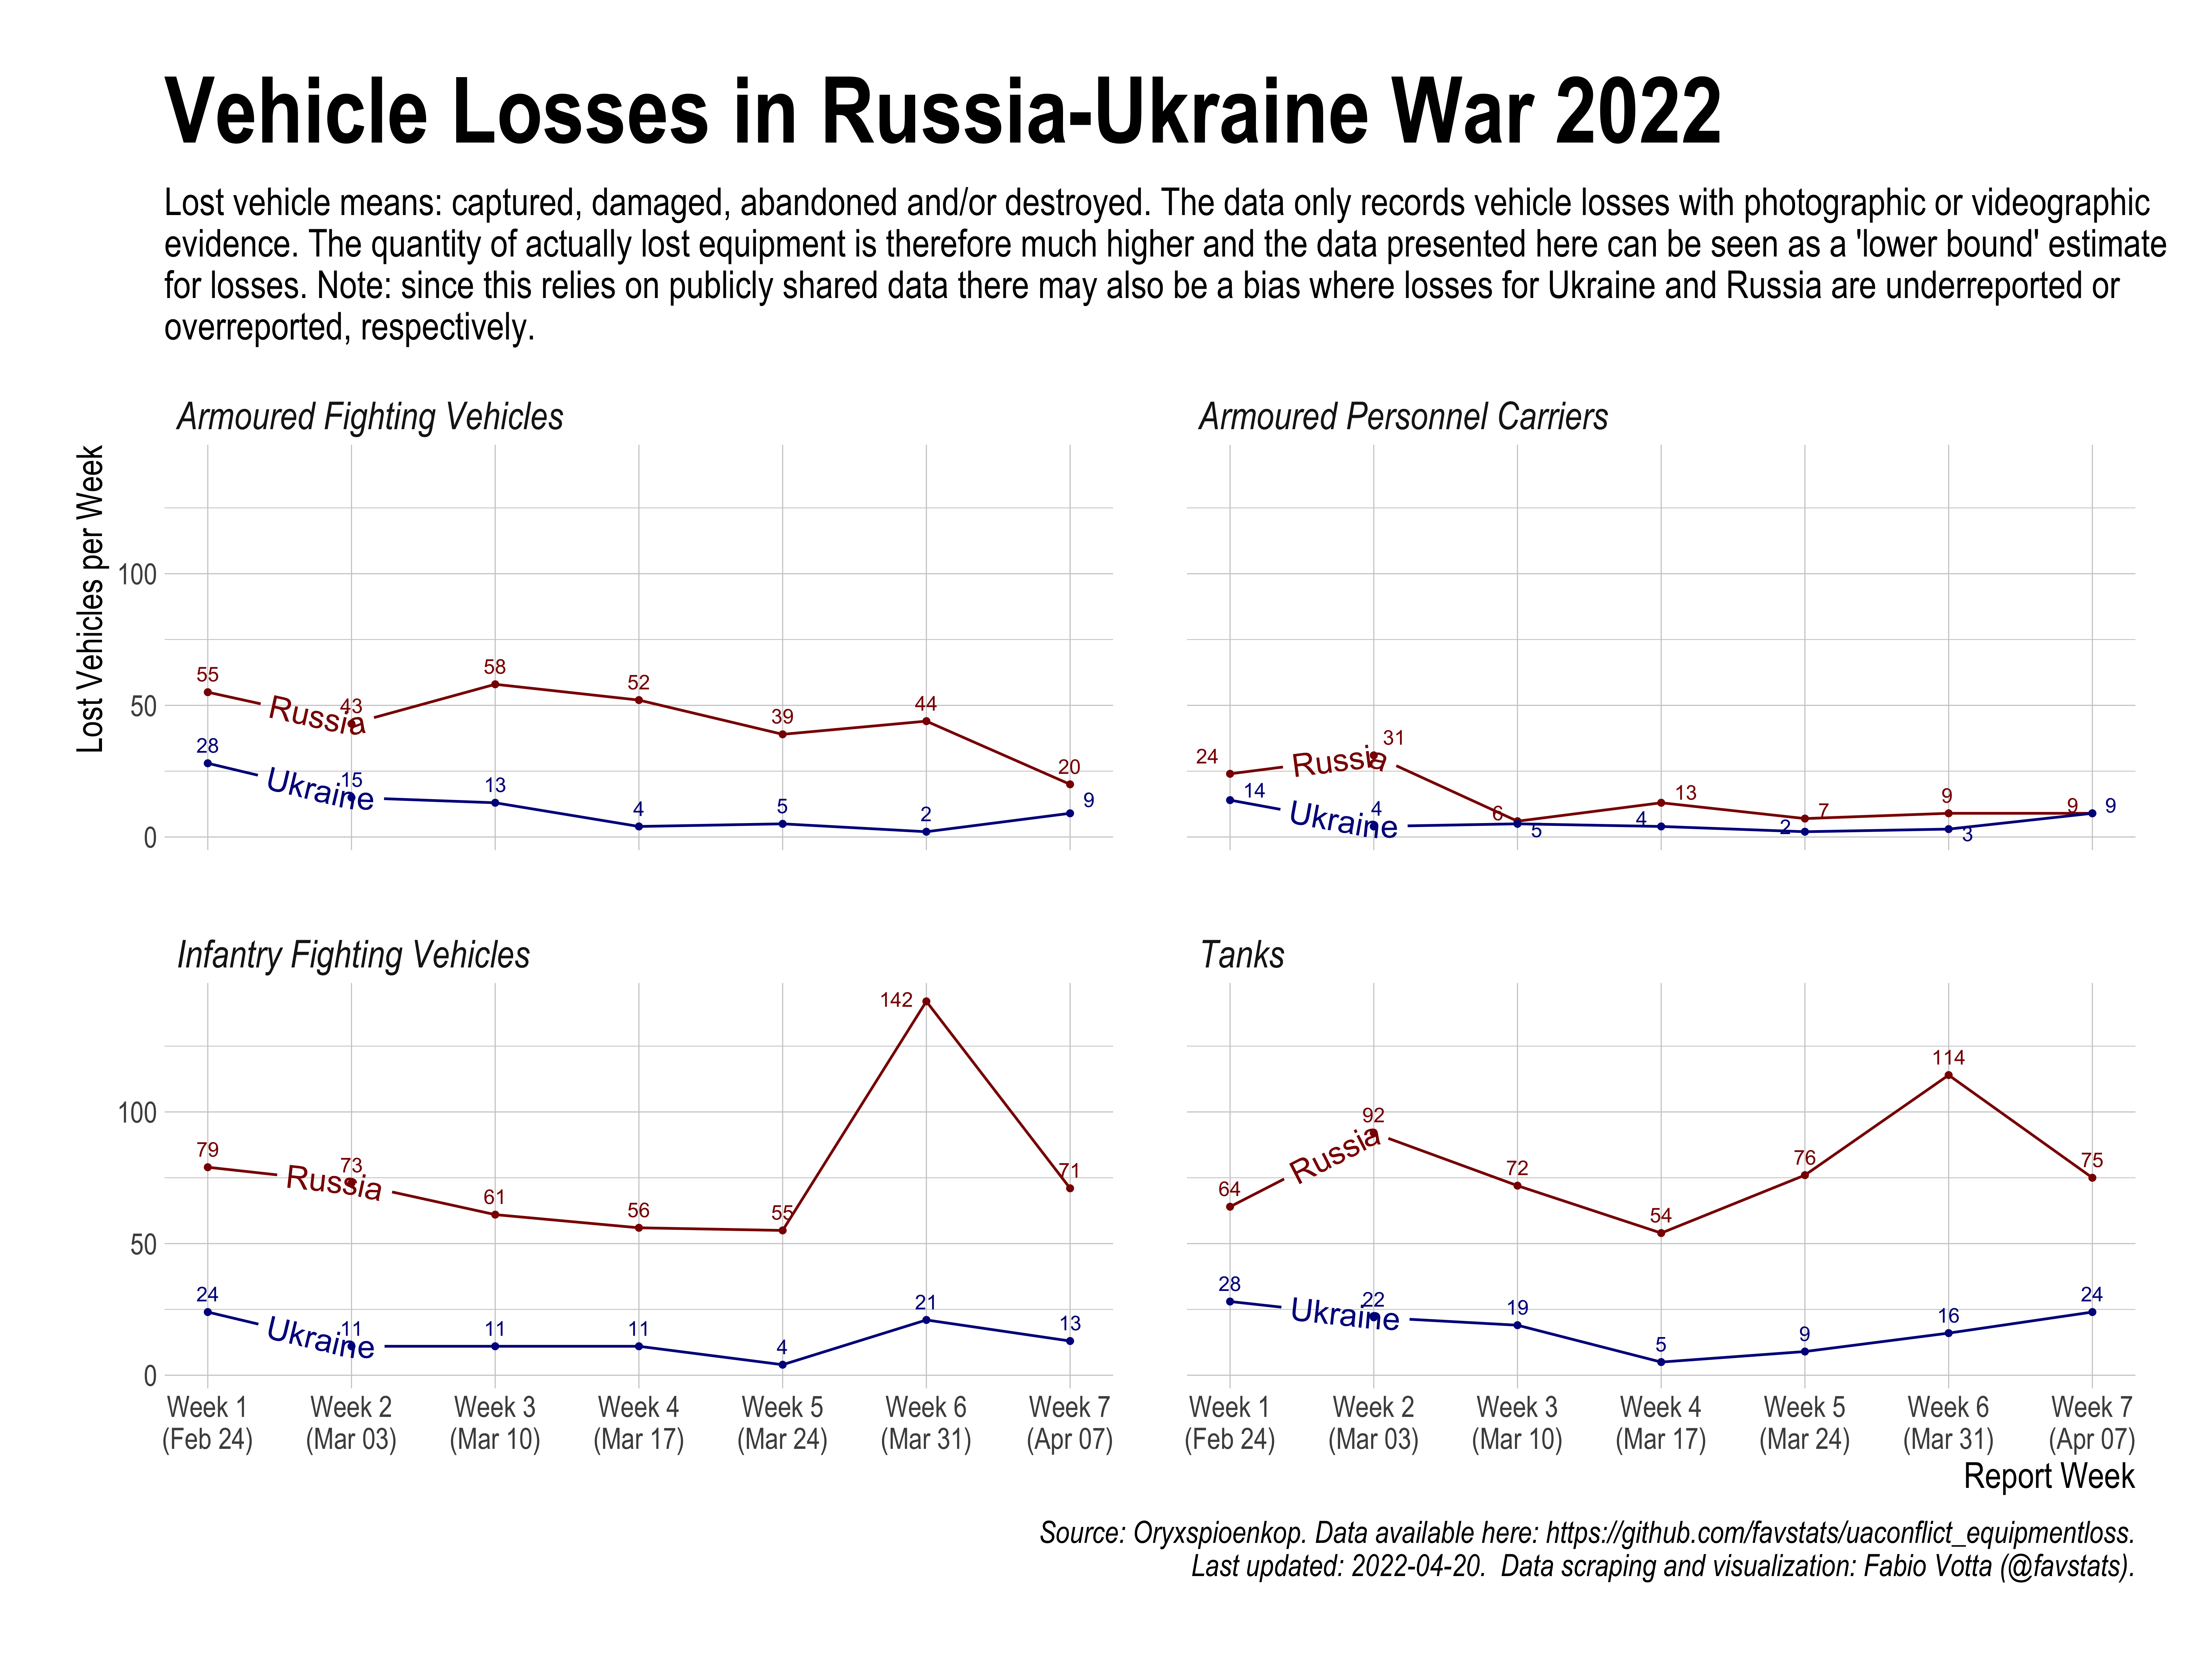 Vehicle Losses in Russia-Ukraine War 2022
Lost vehicle means: captured, damaged, abandoned and/or destroyed. The data only records vehicle losses with photographic or videographic
evidence. The quantity of actually lost equipment is therefore much higher and the data presented here can be seen as a 'lower bound' estimate
for losses. Note: since this relies on publicly shared data there may also be a bias where losses for Ukraine and Russia are underreported or
overreported, respectively.
Lost Vehicles per Week
Armoured Fighting Vehicles
100
50
0
55
43
58
52
39
44
20
Russia
28
15
13
4
5
2
9
Ukraine
Armoured Personnel Carriers
24
31
6
13
7
9
9
Russia
14
4
5
4
2
3
9
Ukraine
Infantry Fighting Vehicles
100
50
0
79
73
61
56
55
142
71
Russia
24
11
11
11
4
21
13
Ukraine
Week 1 Week 2 Week 3 Week 4 Week 5 Week 6 Week 7
(Feb 24) (Mar 03) (Mar 10) (Mar 17) (Mar 24) (Mar 31) (Apr 07)
Tanks
64
92
72
54
76
114
75
Russia
28
22
19
5
9
16
24
Ukraine
Week 1 Week 2 Week 3 Week 4 Week 5 Week 6 Week 7
(Feb 24) (Mar 03) (Mar 10) (Mar 17) (Mar 24) (Mar 31) (Apr 07)
Report Week
Source: Oryxspioenkop. Data available here: https://github.com/favstats/uaconflict_equipmentloss.
Last updated: 2022-04-20. Data scraping and visualization: Fabio Votta (@favstats).